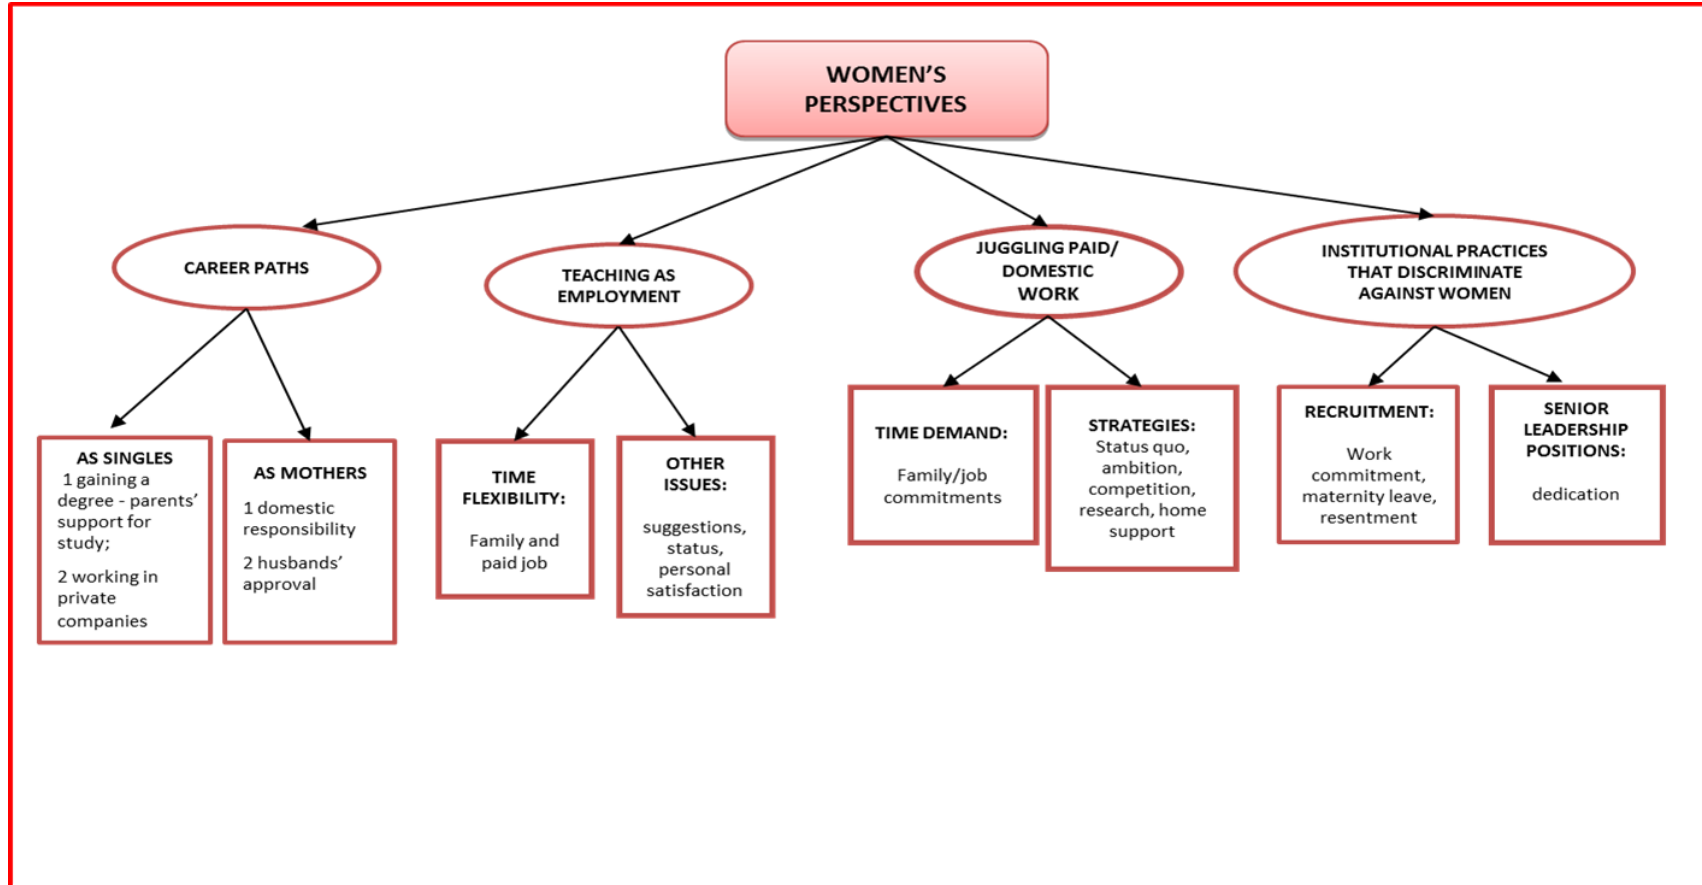 WOMEN'S
PERSPECTIVES
CAREER PATHS
TEACHING AS
EMPLOYMENT
JUGGLING PAID/
DOMESTIC
WORK
INSTITUTIONAL PRACTICES
THAT DISCRIMINATE
AGAINST WOMEN
AS SINGLES
1 gaining a
degree - parents'
support for
study;
2 working in
private
companies
AS MOTHERS
1 domestic
responsibility
2 husbands'
approval
TIME
FLEXIBILITY:
Family and
paid job
OTHER
ISSUES:
suggestions,
status,
personal
satisfaction
TIME DEMAND:
Family/job
commitments
STRATEGIES:
Status quo,
ambition,
competition,
research, home
support
RECRUITMENT:
Work
commitment,
maternity leave,
resentment
SENIOR
LEADERSHIP
POSITIONS:
dedication